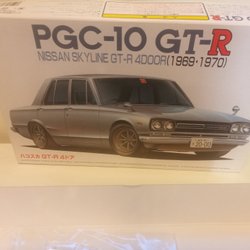 PGC-10 GT-R
NISSAN SKYLINE GT-R 4DOOR(1969・1970)
ハコスカ GT-R 4ドア